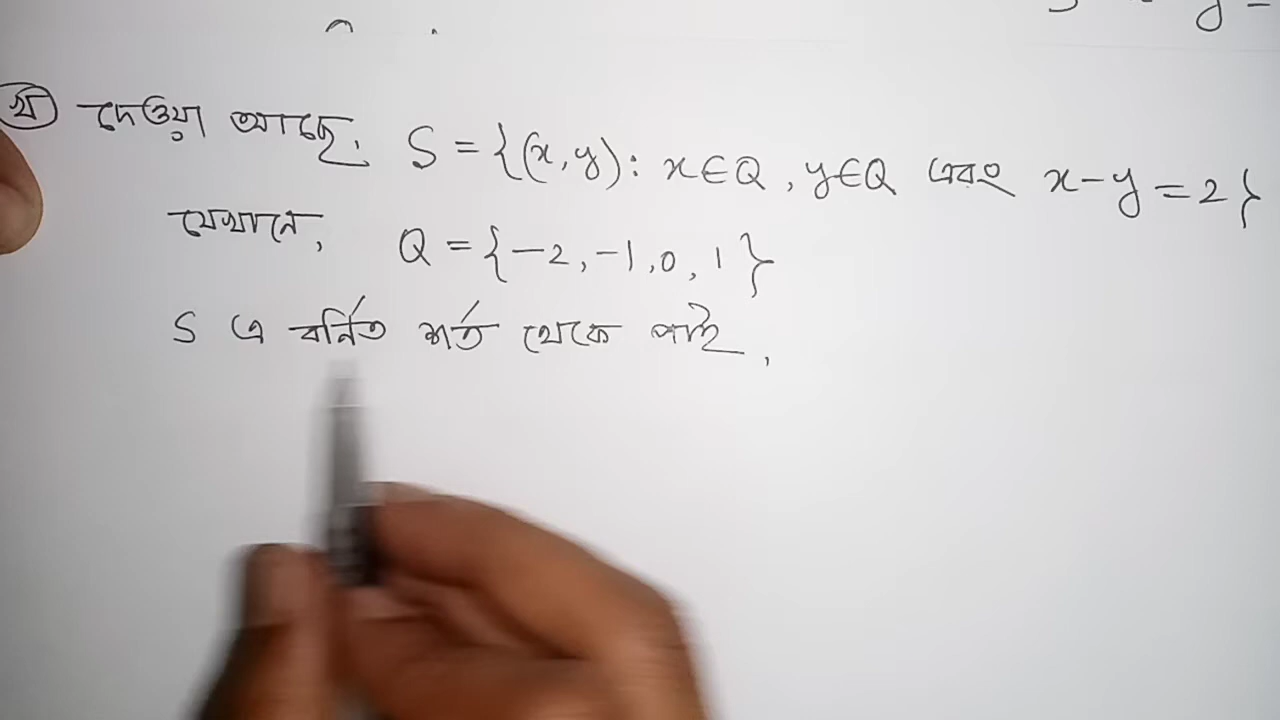 খ দেওয়া আছে, S = {(x, y) : x∈Q, y∈Q এবং x-y = 2}
যেখানে, Q = {-2, -1, 0, 1}
S এ বর্নিত শর্ত থেকে পাই,